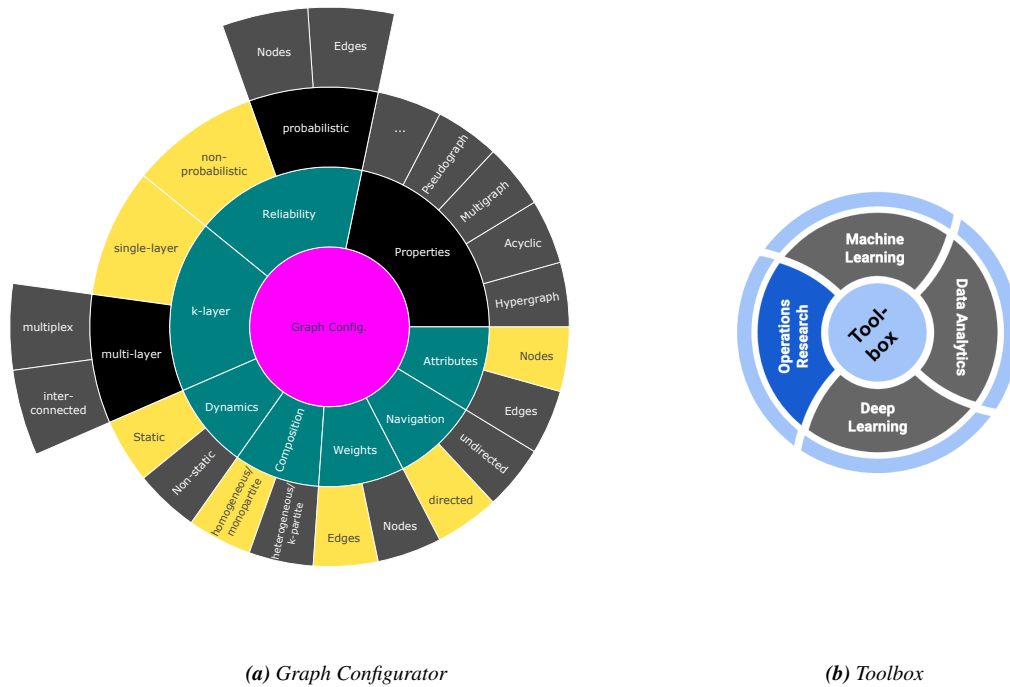 Nodes
Edges
probabilistic
...
Pseudograph
Multigraph
Acyclic
Hypergraph
non-
probabilistic
Reliability
Properties
single-layer
k-layer
Graph Config.
multiplex
multi-layer
inter-
connected
Attributes
Nodes
Edges
Dynamics
Navigation
undirected
Static
Composition
Weights
Non-static
directed
homogeneous/
monopartite
heterogeneous/
k-partite
Edges
Nodes
(a) Graph Configurator
Machine
Learning
Data Analytics
Operations
Research
Tool-
box
Deep
Learning
(b) Toolbox